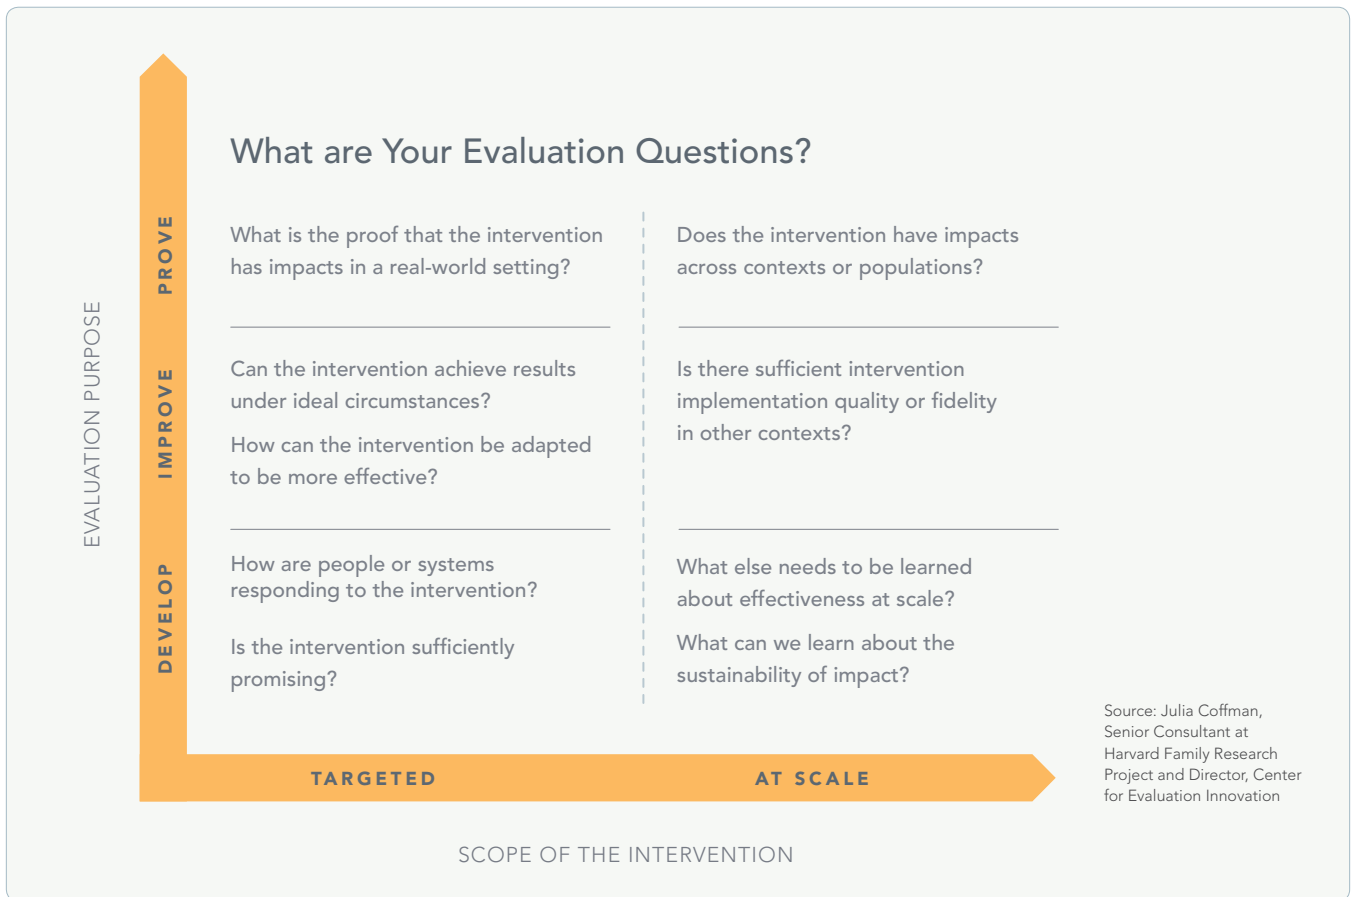 What are Your Evaluation Questions?
EVALUATION PURPOSE
PROVE
What is the proof that the intervention
has impacts in a real-world setting?
Does the intervention have impacts
across contexts or populations?
IMPROVE
Can the intervention achieve results
under ideal circumstances?
How can the intervention be adapted
to be more effective?
Is there sufficient intervention
implementation quality or fidelity
in other contexts?
DEVELOP
How are people or systems
responding to the intervention?
Is the intervention sufficiently
promising?
What else needs to be learned
about effectiveness at scale?
What can we learn about the
sustainability of impact?
TARGETED
AT SCALE
SCOPE OF THE INTERVENTION
Source: Julia Coffman,
Senior Consultant at
Harvard Family Research
Project and Director, Center
for Evaluation Innovation